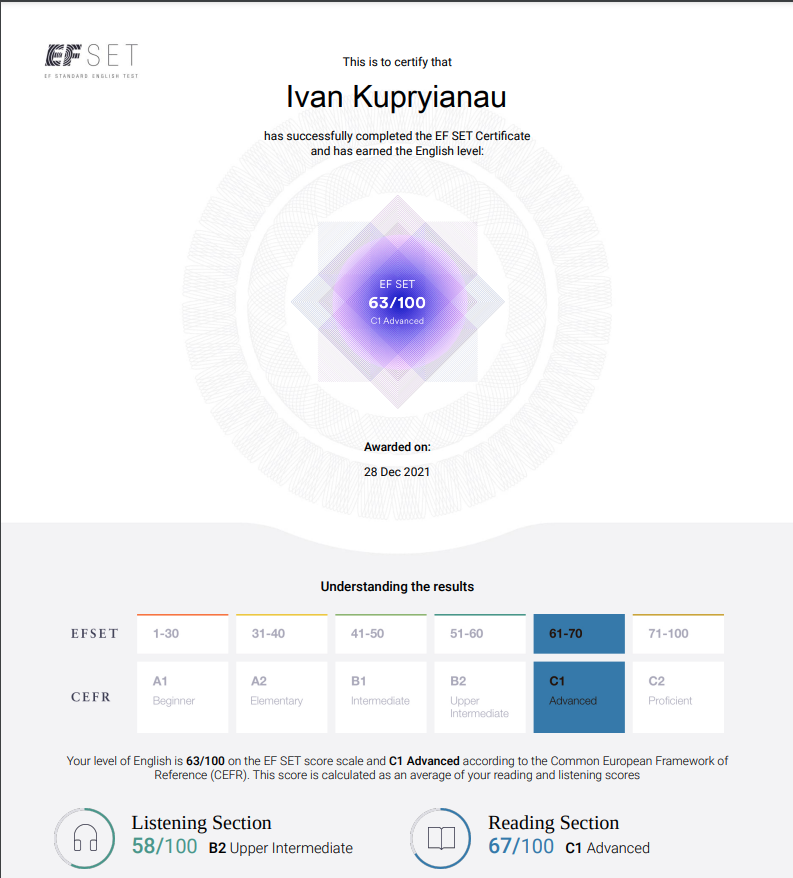 EF SET
EF STANDARD ENGLISH TEST
This is to certify that
Ivan Kupryianau
has successfully completed the EF SET Certificate
and has earned the English level:
EF SET
63/100
C1 Advanced
Awarded on:
28 Dec 2021
Understanding the results
EFSET 1-30 31-40 41-50 51-60 61-70 71-100
CEFR
A1 A2 B1 B2 C1 C2
Beginner Elementary Intermediate Upper Intermediate Advanced Proficient
Your level of English is 63/100 on the EF SET score scale and C1 Advanced according to the Common European Framework of
Reference (CEFR). This score is calculated as an average of your reading and listening scores
Listening Section
58/100 B2 Upper Intermediate
Reading Section
67/100 C1 Advanced